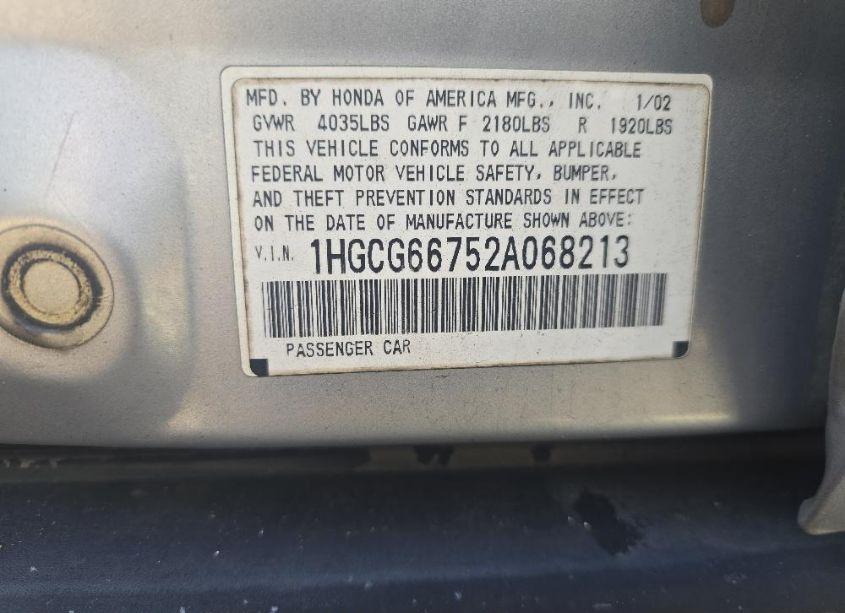 MFD. BY HONDA OF AMERICA MFG., INC. 1/02
GVWR 4035LBS GAWR F 2180LBS R 1920LBS
THIS VEHICLE CONFORMS TO ALL APPLICABLE
FEDERAL MOTOR VEHICLE SAFETY, BUMPER,
AND THEFT PREVENTION STANDARDS IN EFFECT
ON THE DATE OF MANUFACTURE SHOWN ABOVE:
V.I.N. 1HGCG66752A068213
PASSENGER CAR